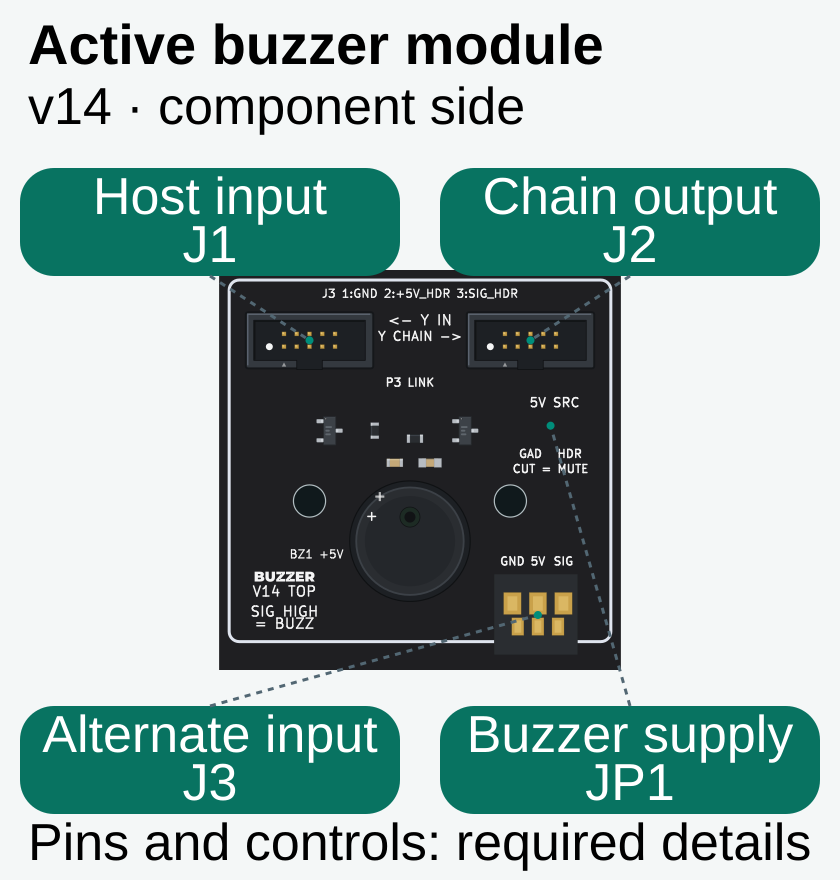 Active buzzer module
v14 · component side
Host input
J1
Chain output
J2
J3 1:GND 2:+5V_HDR 3:SIG_HDR
<– Y IN
Y CHAIN –>
P3 LINK
5V SRC
GAD HDR
CUT = MUTE
BZ1 +5V
GND 5V SIG
BUZZER
V14 TOP
SIG HIGH
= BUZZ
Alternate input
J3
Buzzer supply
JP1
Pins and controls: required details